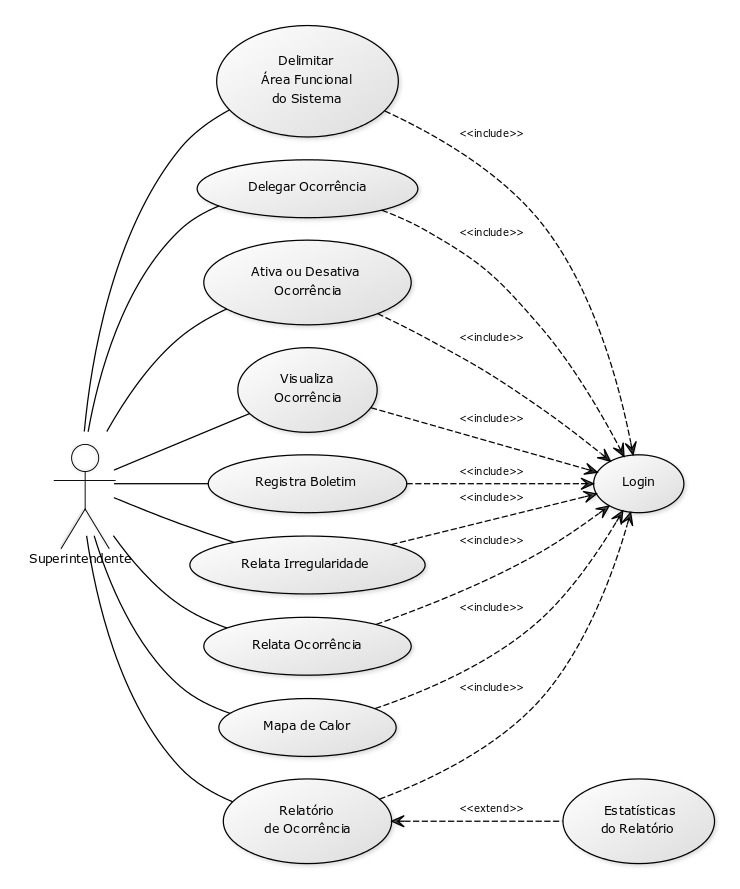 Delimitar
Área Funcional
do Sistema
<<include>>
Delegar Ocorrência
<<include>>
Ativa ou Desativa
Ocorrência
<<include>>
Visualiza
Ocorrência
<<include>>
Registra Boletim
<<include>>
Login
<<include>>
Superintendente
Relata Irregularidade
<<include>>
Relata Ocorrência
<<include>>
Mapa de Calor
<<include>>
Relatório
de Ocorrência
<<extend>>
Estatísticas
do Relatório